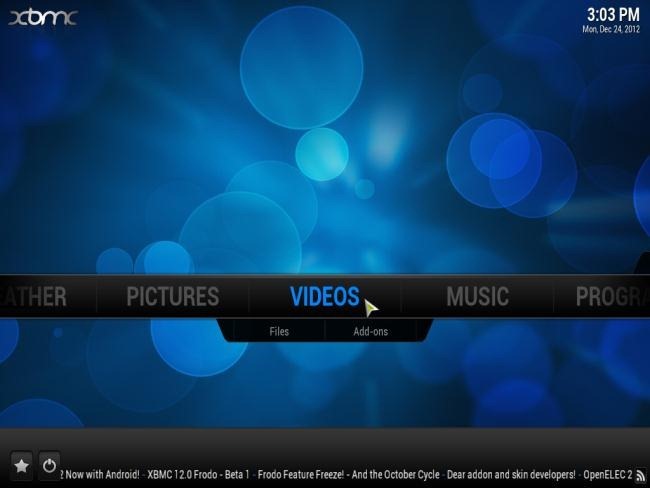 xbmc
3:03 PM
Mon, Dec 24, 2012
EATHER PICTURES VIDEOS MUSIC PROGRA
Files Add-ons
2 Now with Android! - XBMC 12.0 Frodo - Beta 1 - Frodo Feature Freeze! - And the October Cycle - Dear addon and skin developers! - OpenELEC 2